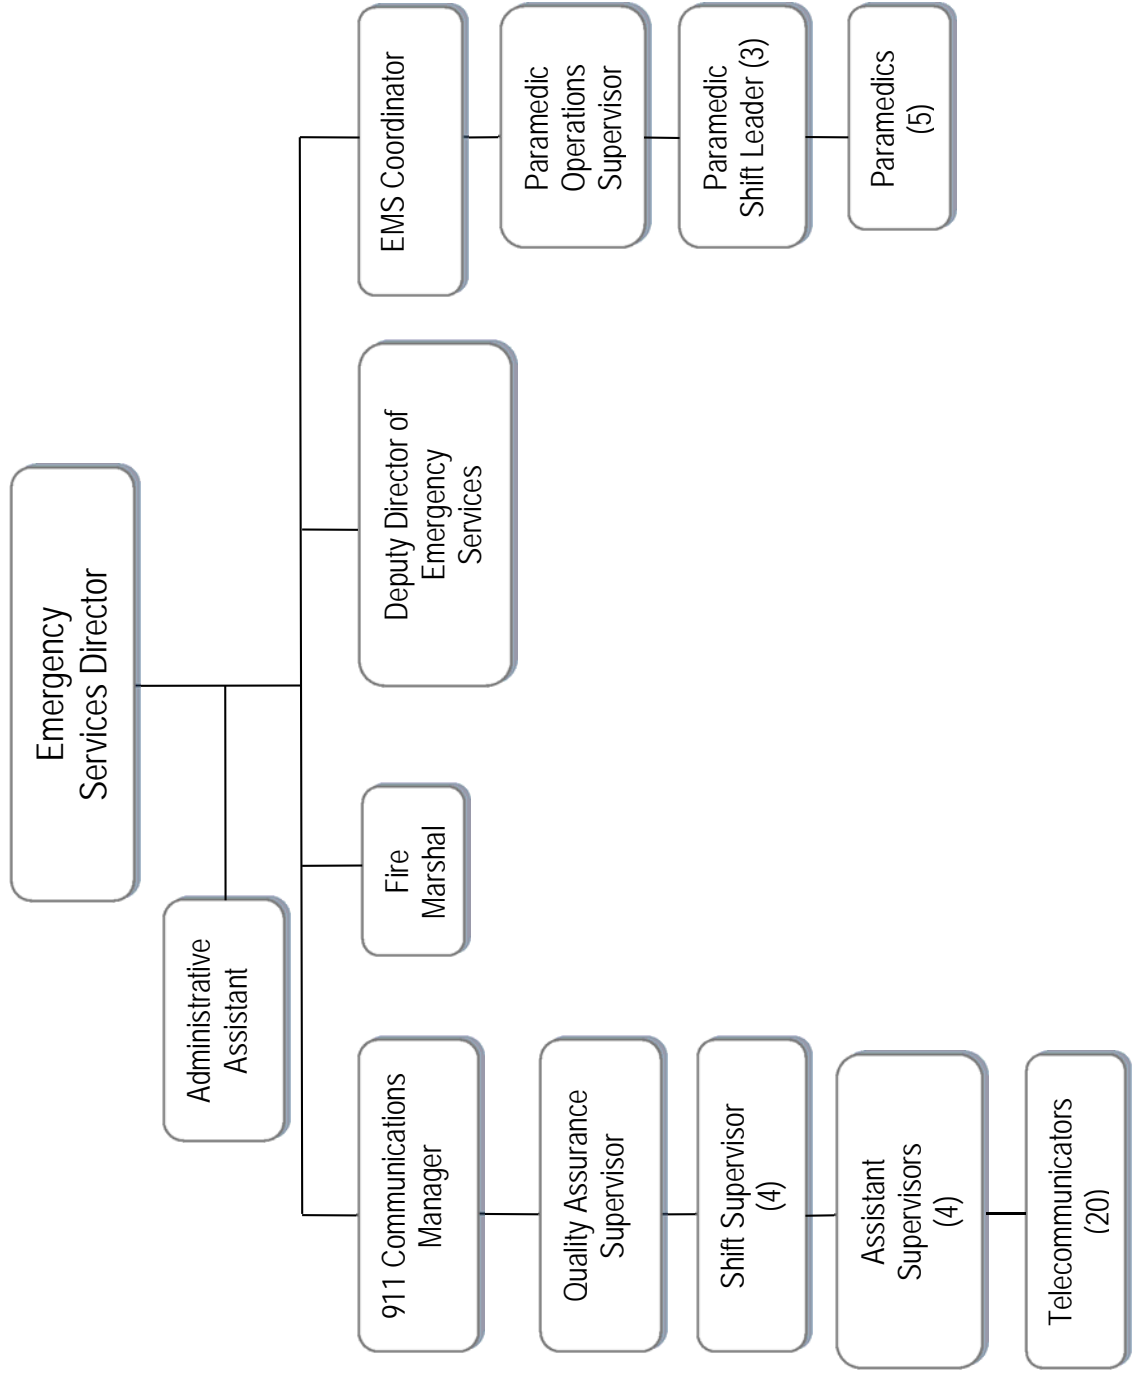 Emergency
Services Director
Administrative
Assistant
911 Communications
Manager
Fire
Marshal
Deputy Director of
Emergency
Services
EMS Coordinator
Quality Assurance
Supervisor
Shift Supervisor
(4)
Assistant
Supervisors
(4)
Telecommunicators
(20)
Paramedic
Operations
Supervisor
Paramedic
Shift Leader (3)
Paramedics
(5)